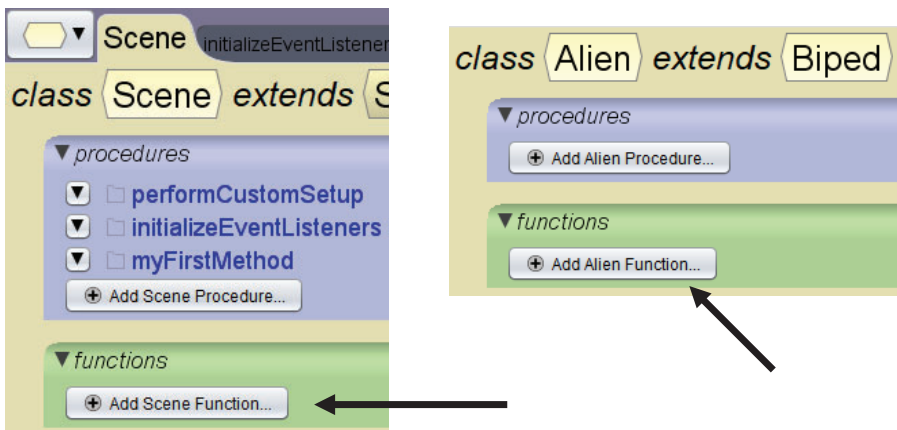 Scene initializeEventListener
class Scene extends S
procedures
performCustomSetup
initializeEventListeners
myFirstMethod
Add Scene Procedure...
functions
Add Scene Function...
class Alien extends Biped
procedures
Add Alien Procedure...
functions
Add Alien Function...